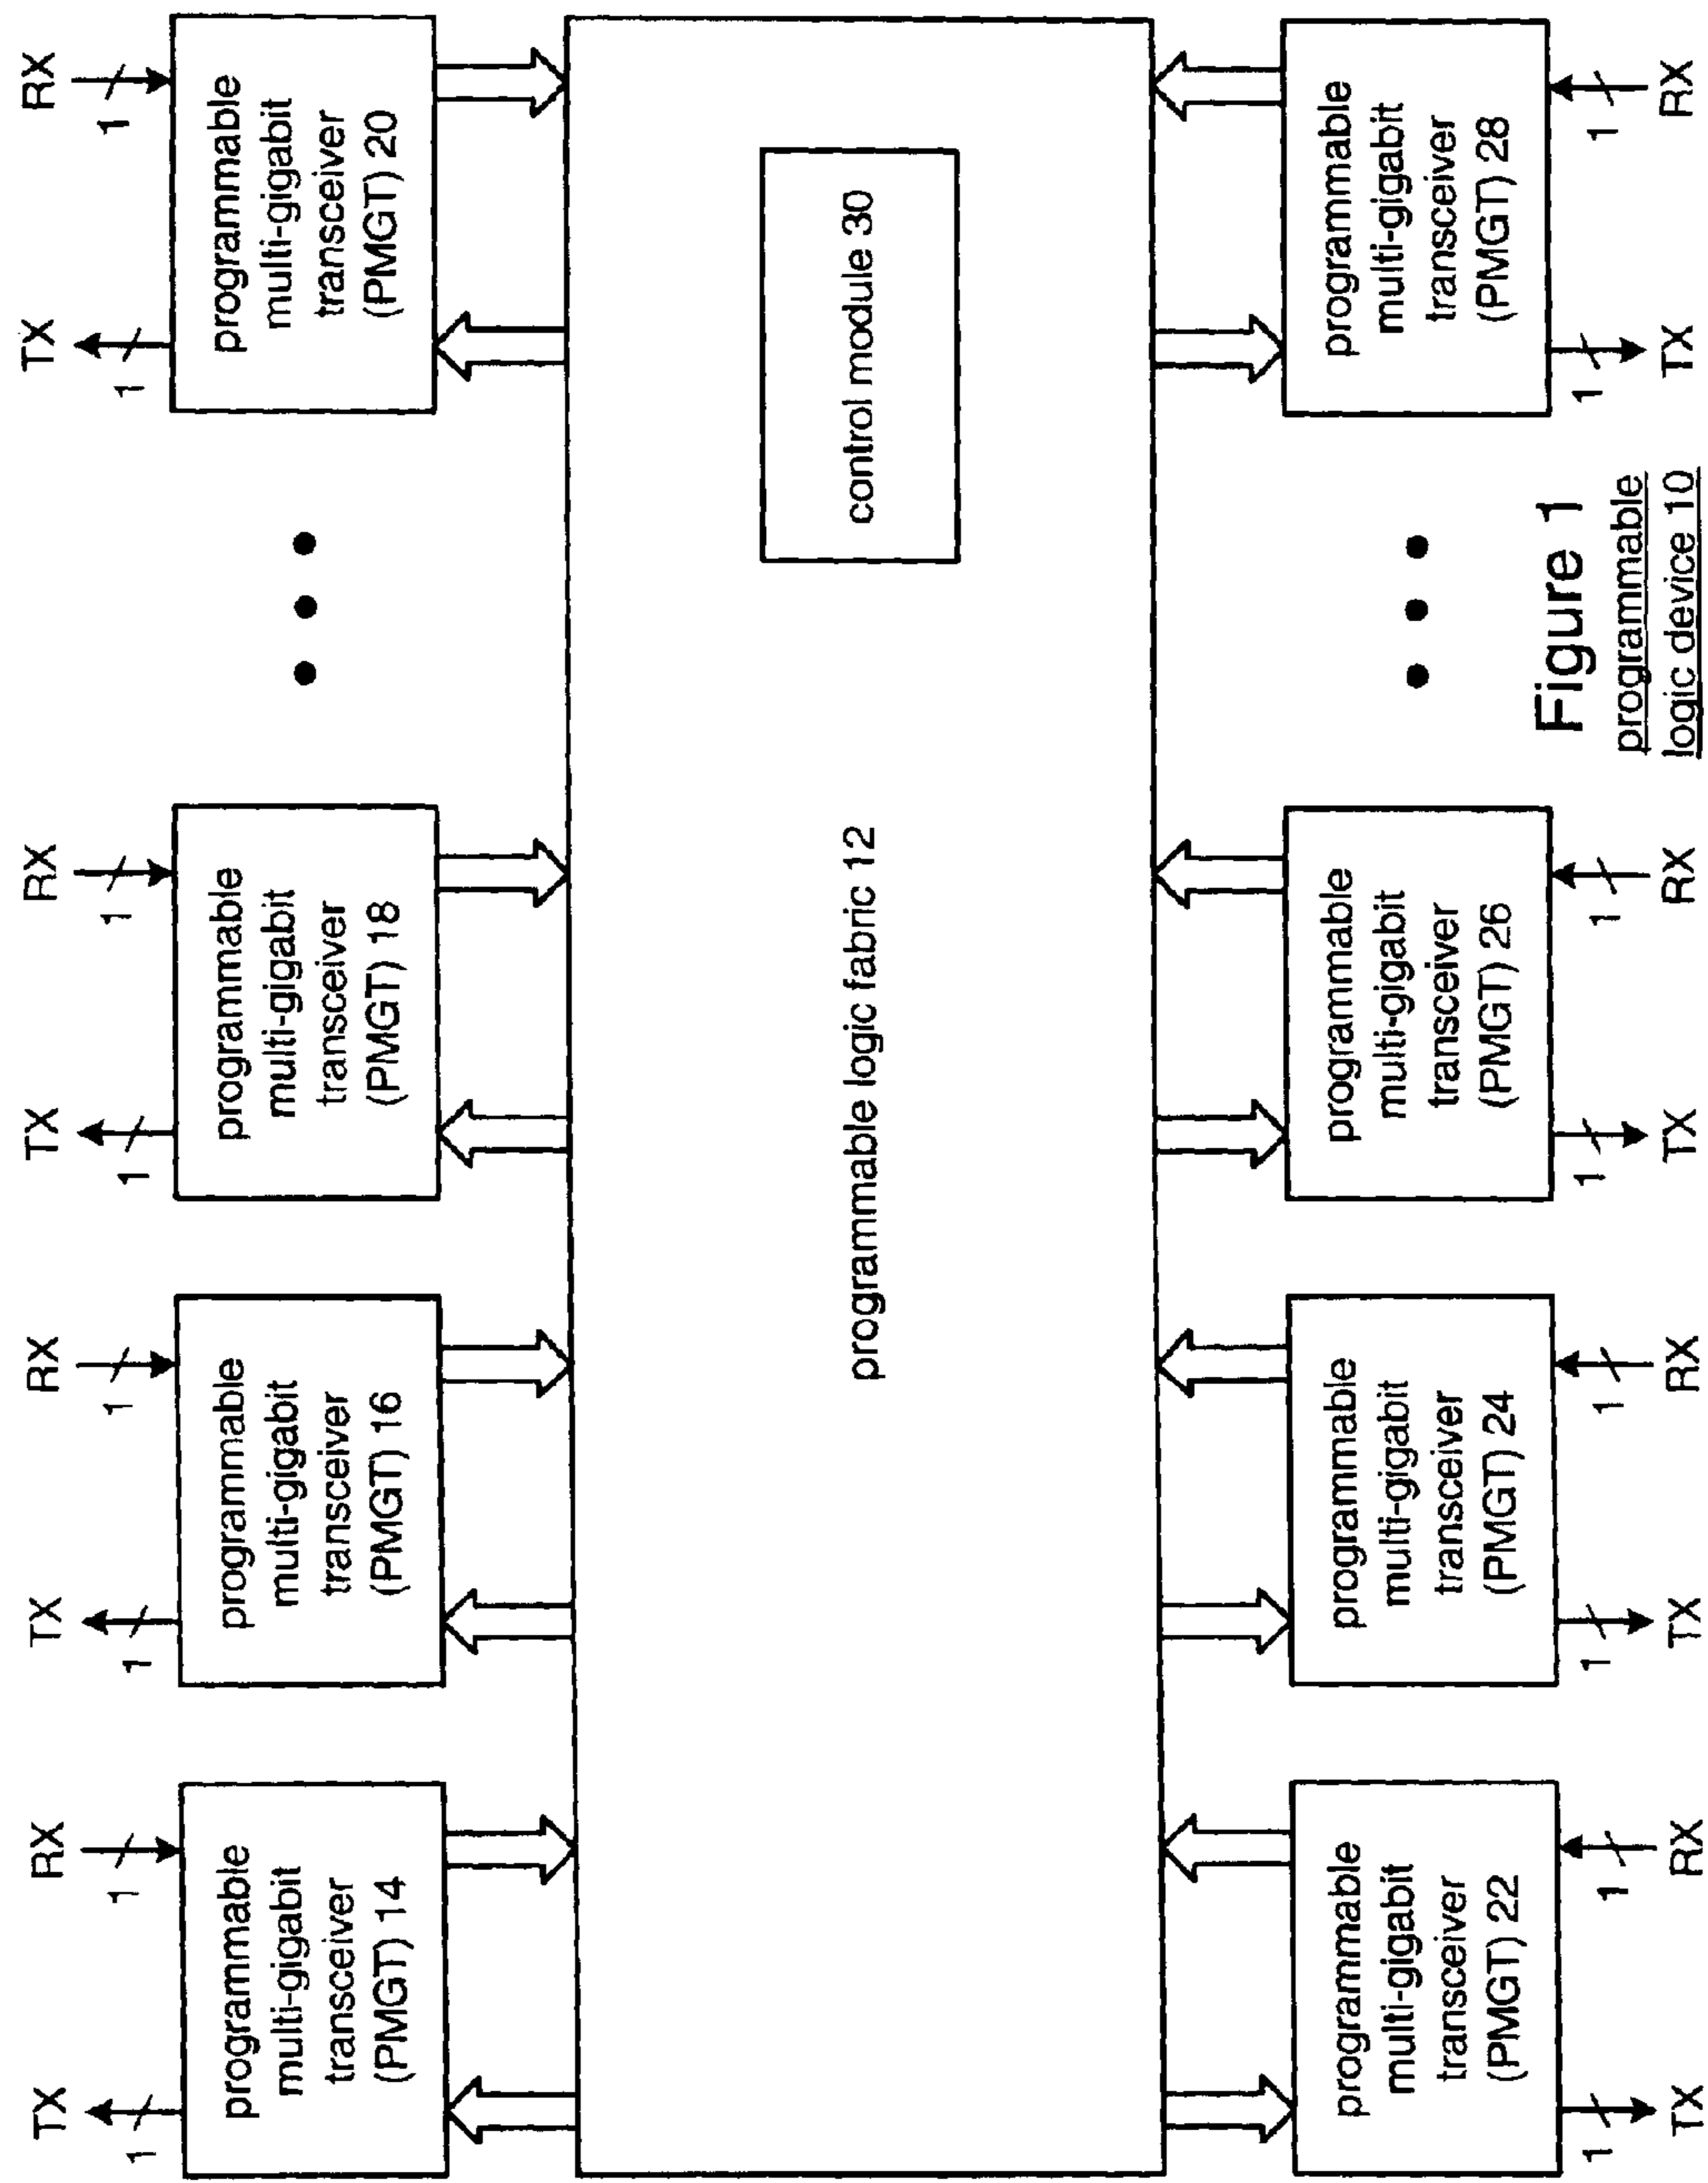 TX
RX
TX
RX
TX
RX
TX
RX
1
1
1
1
1
1
1
1
programmable
multi-gigabit
transceiver
(PMGT) 14
programmable
multi-gigabit
transceiver
(PMGT) 16
programmable
multi-gigabit
transceiver
(PMGT) 18
programmable
multi-gigabit
transceiver
(PMGT) 20
programmable logic fabric 12
control module 30
programmable
multi-gigabit
transceiver
(PMGT) 22
programmable
multi-gigabit
transceiver
(PMGT) 24
programmable
multi-gigabit
transceiver
(PMGT) 26
programmable
multi-gigabit
transceiver
(PMGT) 28
1
1
1
1
1
1
1
1
TX
RX
TX
RX
TX
RX
TX
RX
Figure 1
programmable
logic device 10